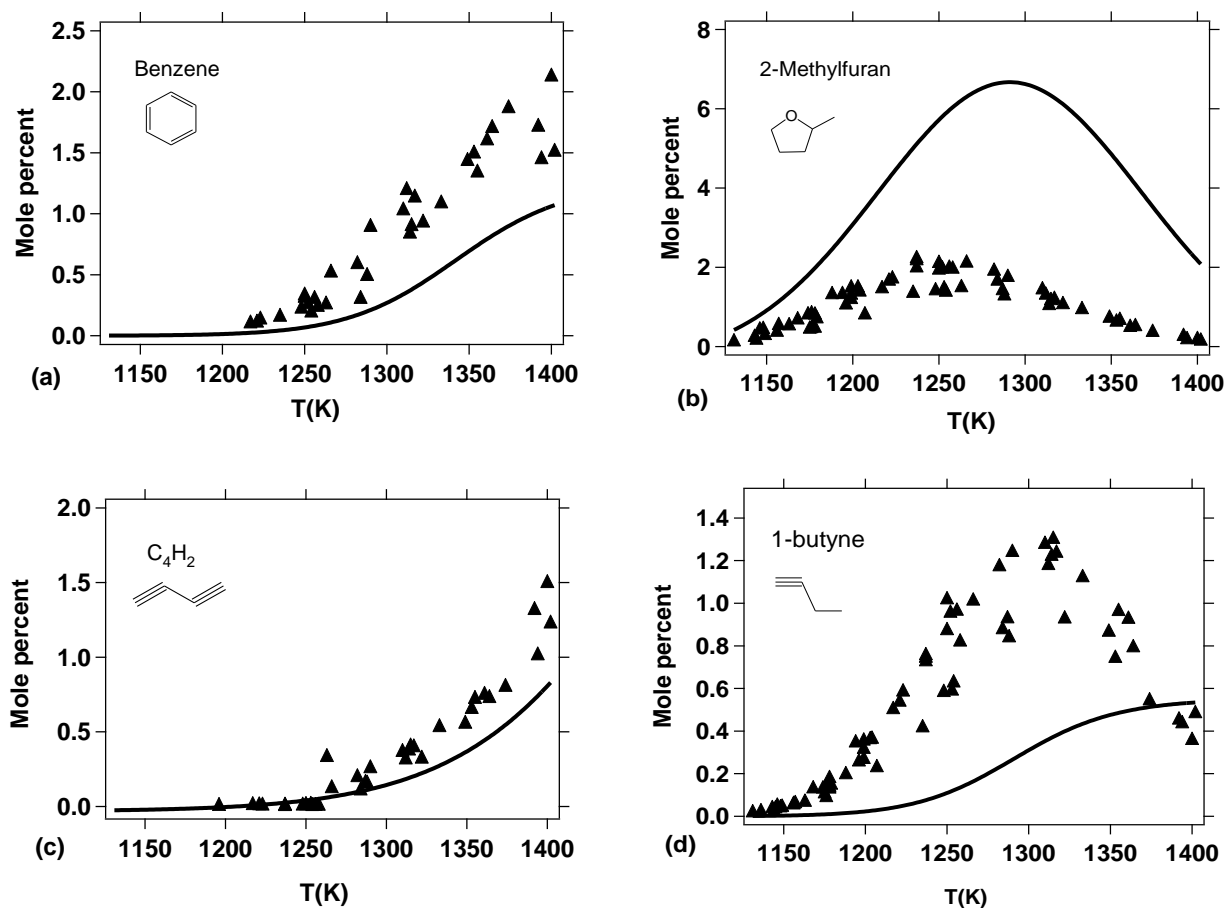 2.5
2.0
1.5
1.0
0.5
0.0
Mole percent
Benzene
1150 1200 1250 1300 1350 1400
T(K)
(a)
8
6
4
2
0
Mole percent
2-Methylfuran
O
1150 1200 1250 1300 1350 1400
T(K)
(b)
2.0
1.5
1.0
0.5
0.0
Mole percent
C4H2
1150 1200 1250 1300 1350 1400
T(K)
(c)
1.4
1.2
1.0
0.8
0.6
0.4
0.2
0.0
Mole percent
1-butyne
1150 1200 1250 1300 1350 1400
T(K)
(d)